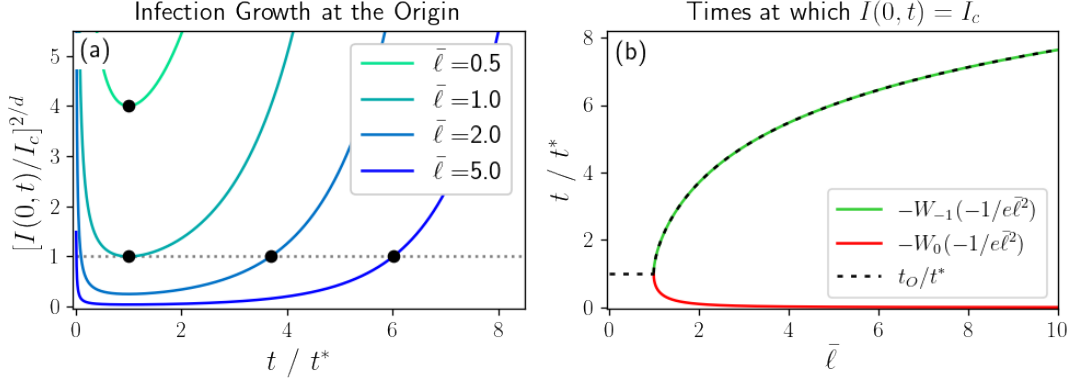 Infection Growth at the Origin
(a)
[I(0, t)/I_c]^{2/d}
5
4
3
2
1
0
0 2 4 6 8
t / t*
ℓ̄ =0.5
ℓ̄ =1.0
ℓ̄ =2.0
ℓ̄ =5.0
Times at which I(0, t) = I_c
(b)
t / t*
8
6
4
2
0
2 4 6 8 10
ℓ̄
−W_{−1}(−1/eℓ̄²)
−W_0(−1/eℓ̄²)
t_O/t*